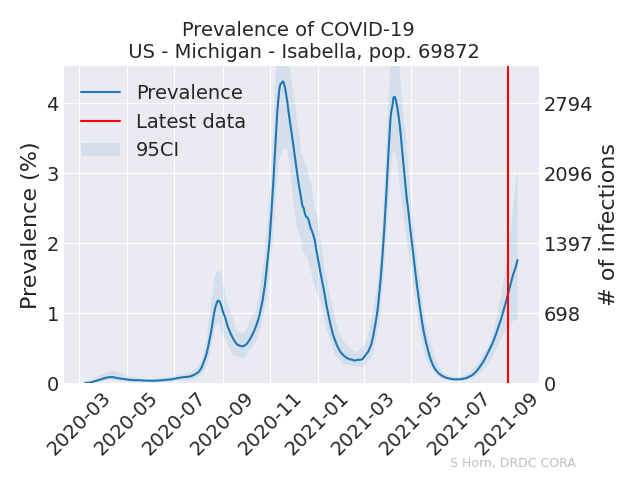 Prevalence of COVID-19
US - Michigan - Isabella, pop. 69872
Prevalence
Latest data
95CI
Prevalence (%)
4
3
2
1
0
2794
2096
1397
698
0
# of infections
2020-03
2020-05
2020-07
2020-09
2020-11
2021-01
2021-03
2021-05
2021-07
2021-09
S Horn, DRDC CORA